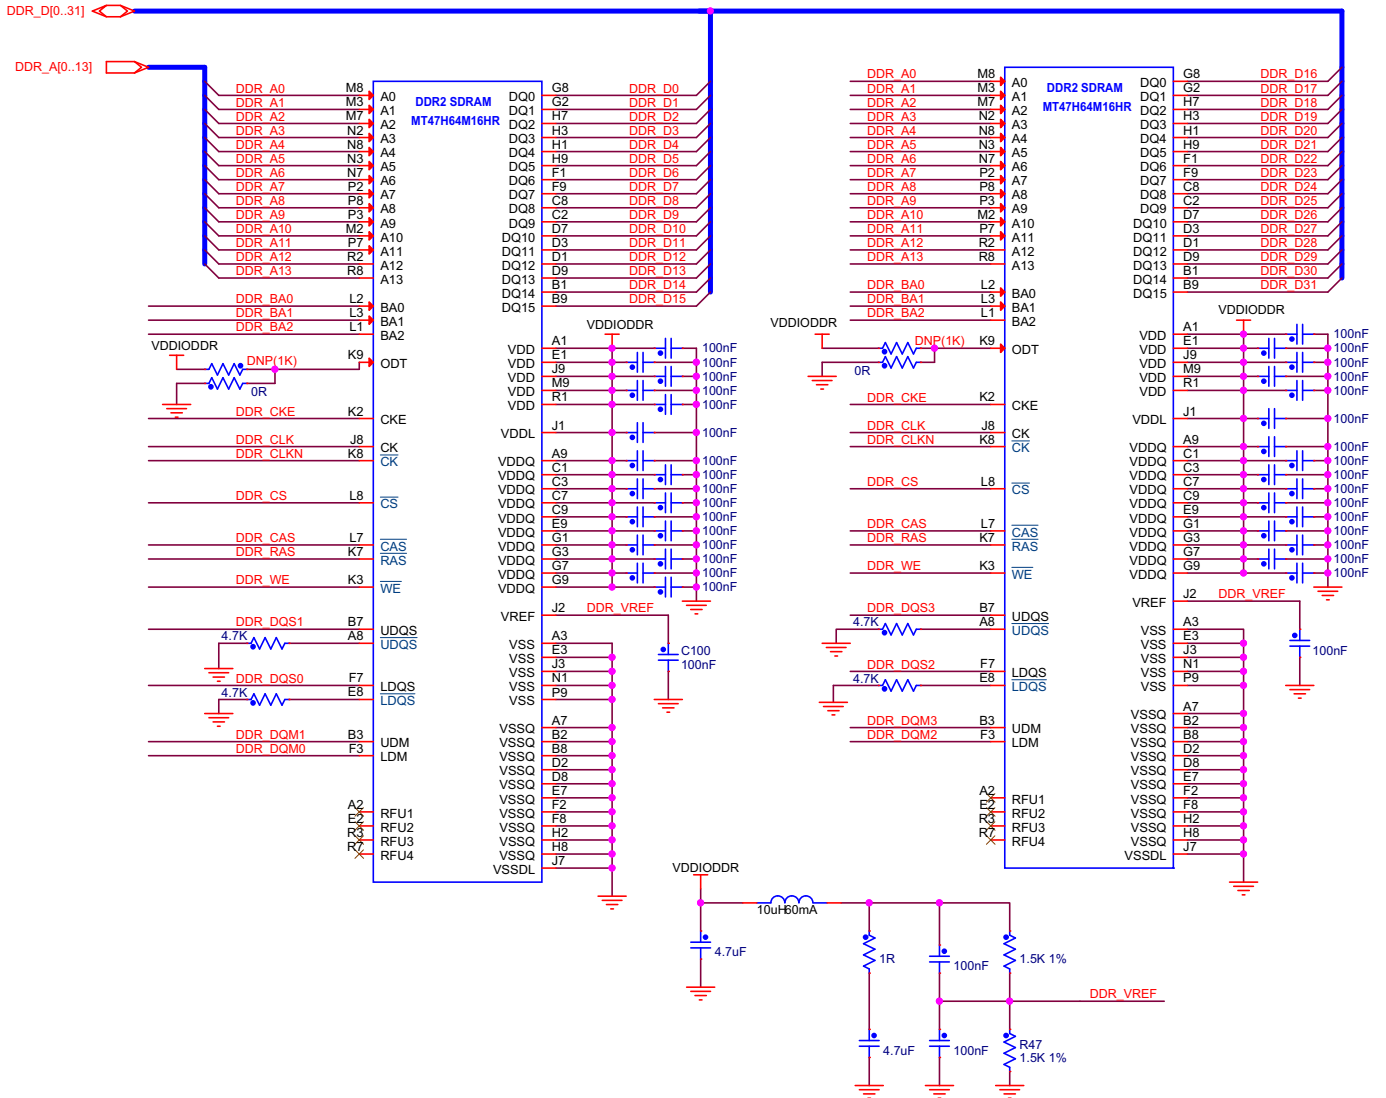 DDR_D[0..31]
DDR_A[0..13]
DDR2 SDRAM
MT47H64M16HR
DDR_A0 M8 A0
DDR_A1 M3 A1
DDR_A2 M7 A2
DDR_A3 N2 A3
DDR_A4 N8 A4
DDR_A5 N3 A5
DDR_A6 N7 A6
DDR_A7 P2 A7
DDR_A8 P8 A8
DDR_A9 P3 A9
DDR_A10 M2 A10
DDR_A11 P7 A11
DDR_A12 R2 A12
DDR_A13 R8 A13
DDR_BA0 L2 BA0
DDR_BA1 L3 BA1
DDR_BA2 L1 BA2
VDDIODDR
DNP(1K) K9 ODT
0R
DDR_CKE K2 CKE
DDR_CLK J8 CK
DDR_CLKN K8 CK
DDR_CS L8 CS
DDR_CAS L7 CAS
DDR_RAS K7 RAS
DDR_WE K3 WE
DDR_DQS1 B7 UDQS
4.7K A8 UDQS
DDR_DQS0 F7 LDQS
4.7K E8 LDQS
DDR_DQM1 B3 UDM
DDR_DQM0 F3 LDM
A2 RFU1
E2 RFU2
R3 RFU3
R7 RFU4
DQ0 G8 DDR_D0
DQ1 G2 DDR_D1
DQ2 H7 DDR_D2
DQ3 H3 DDR_D3
DQ4 H1 DDR_D4
DQ5 H9 DDR_D5
DQ6 F1 DDR_D6
DQ7 F9 DDR_D7
DQ8 C8 DDR_D8
DQ9 C2 DDR_D9
DQ10 D7 DDR_D10
DQ11 D3 DDR_D11
DQ12 D1 DDR_D12
DQ13 D9 DDR_D13
DQ14 B1 DDR_D14
DQ15 B9 DDR_D15
VDDIODDR
VDD A1 100nF
VDD E1 100nF
VDD J9 100nF
VDD M9 100nF
VDD R1 100nF
VDDL J1 100nF
VDDQ A9 100nF
VDDQ C1 100nF
VDDQ C3 100nF
VDDQ C7 100nF
VDDQ C9 100nF
VDDQ E9 100nF
VDDQ G1 100nF
VDDQ G3 100nF
VDDQ G7 100nF
VDDQ G9 100nF
VREF J2 DDR_VREF
C100
100nF
VSS A3
VSS E3
VSS J3
VSS N1
VSS P9
VSSQ A7
VSSQ B2
VSSQ B8
VSSQ D2
VSSQ D8
VSSQ E7
VSSQ F2
VSSQ F8
VSSQ H2
VSSQ H8
VSSDL J7
DDR2 SDRAM
MT47H64M16HR
DDR_A0 M8 A0
DDR_A1 M3 A1
DDR_A2 M7 A2
DDR_A3 N2 A3
DDR_A4 N8 A4
DDR_A5 N3 A5
DDR_A6 N7 A6
DDR_A7 P2 A7
DDR_A8 P8 A8
DDR_A9 P3 A9
DDR_A10 M2 A10
DDR_A11 P7 A11
DDR_A12 R2 A12
DDR_A13 R8 A13
DDR_BA0 L2 BA0
DDR_BA1 L3 BA1
DDR_BA2 L1 BA2
VDDIODDR
DNP(1K) K9 ODT
0R
DDR_CKE K2 CKE
DDR_CLK J8 CK
DDR_CLKN K8 CK
DDR_CS L8 CS
DDR_CAS L7 CAS
DDR_RAS K7 RAS
DDR_WE K3 WE
DDR_DQS3 B7 UDQS
4.7K A8 UDQS
DDR_DQS2 F7 LDQS
4.7K E8 LDQS
DDR_DQM3 B3 UDM
DDR_DQM2 F3 LDM
A2 RFU1
E2 RFU2
R3 RFU3
R7 RFU4
DQ0 G8 DDR_D16
DQ1 G2 DDR_D17
DQ2 H7 DDR_D18
DQ3 H3 DDR_D19
DQ4 H1 DDR_D20
DQ5 H9 DDR_D21
DQ6 F1 DDR_D22
DQ7 F9 DDR_D23
DQ8 C8 DDR_D24
DQ9 C2 DDR_D25
DQ10 D7 DDR_D26
DQ11 D3 DDR_D27
DQ12 D1 DDR_D28
DQ13 D9 DDR_D29
DQ14 B1 DDR_D30
DQ15 B9 DDR_D31
VDDIODDR
VDD A1 100nF
VDD E1 100nF
VDD J9 100nF
VDD M9 100nF
VDD R1 100nF
VDDL J1 100nF
VDDQ A9 100nF
VDDQ C1 100nF
VDDQ C3 100nF
VDDQ C7 100nF
VDDQ C9 100nF
VDDQ E9 100nF
VDDQ G1 100nF
VDDQ G3 100nF
VDDQ G7 100nF
VDDQ G9 100nF
VREF J2 DDR_VREF
100nF
VSS A3
VSS E3
VSS J3
VSS N1
VSS P9
VSSQ A7
VSSQ B2
VSSQ B8
VSSQ D2
VSSQ D8
VSSQ E7
VSSQ F2
VSSQ F8
VSSQ H2
VSSQ H8
VSSDL J7
VDDIODDR
10uH60mA
4.7uF
1R
100nF
1.5K 1%
DDR_VREF
4.7uF
100nF
R47
1.5K 1%